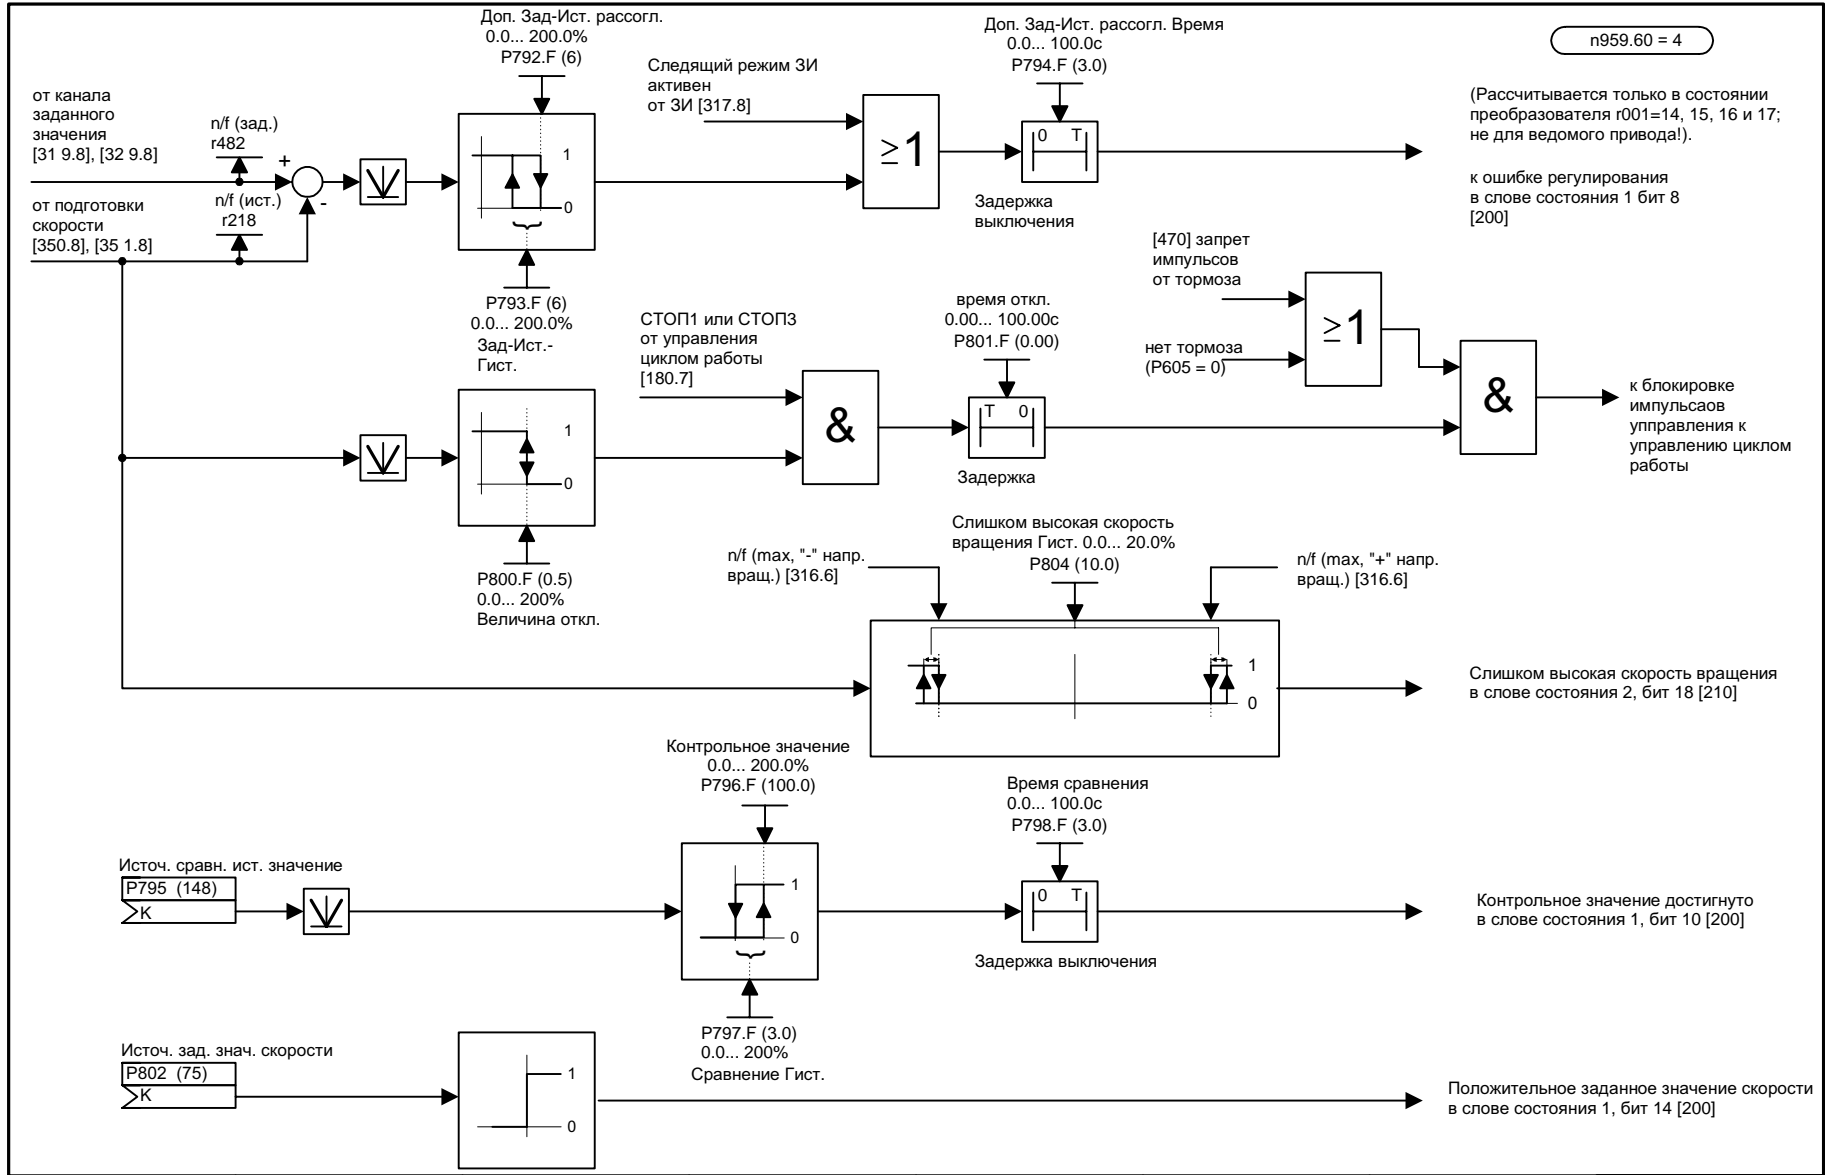 Доп. Зад-Ист. рассогл.
0.0... 200.0%
P792.F (6)
Доп. Зад-Ист. рассогл. Время
0.0... 100.0с
P794.F (3.0)
n959.60 = 4
Следящий режим ЗИ
активен
от ЗИ [317.8]
от канала
заданного
значения
[31 9.8], [32 9.8]
n/f (зад.)
r482
+
-
1
0
≥1
0 T
Задержка
выключения
(Рассчитывается только в состоянии
преобразователя r001=14, 15, 16 и 17;
не для ведомого привода!).
к ошибке регулирования
в слове состояния 1 бит 8
[200]
от подготовки
скорости
[350.8], [35 1.8]
n/f (ист.)
r218
P793.F (6)
0.0... 200.0%
Зад-Ист.-
Гист.
СТОП1 или СТОП3
от управления
циклом работы
[180.7]
время откл.
0.00... 100.00с
P801.F (0.00)
[470] запрет
импульсов
от тормоза
нет тормоза
(P605 = 0)
≥1
1
0
&
T 0
Задержка
&
к блокировке
импульсаов
упправления к
управлению циклом
работы
P800.F (0.5)
0.0... 200%
Величина откл.
n/f (max, "-" напр.
вращ.) [316.6]
Слишком высокая скорость
вращения Гист. 0.0... 20.0%
P804 (10.0)
n/f (max, "+" напр.
вращ.) [316.6]
1
0
Слишком высокая скорость вращения
в слове состояния 2, бит 18 [210]
Контрольное значение
0.0... 200.0%
P796.F (100.0)
Время сравнения
0.0... 100.0с
P798.F (3.0)
Источ. сравн. ист. значение
P795 (148)
K
1
0
0 T
Задержка выключения
Контрольное значение достигнуто
в слове состояния 1, бит 10 [200]
P797.F (3.0)
0.0... 200%
Сравнение Гист.
Источ. зад. знач. скорости
P802 (75)
K
1
0
Положительное заданное значение скорости
в слове состояния 1, бит 14 [200]